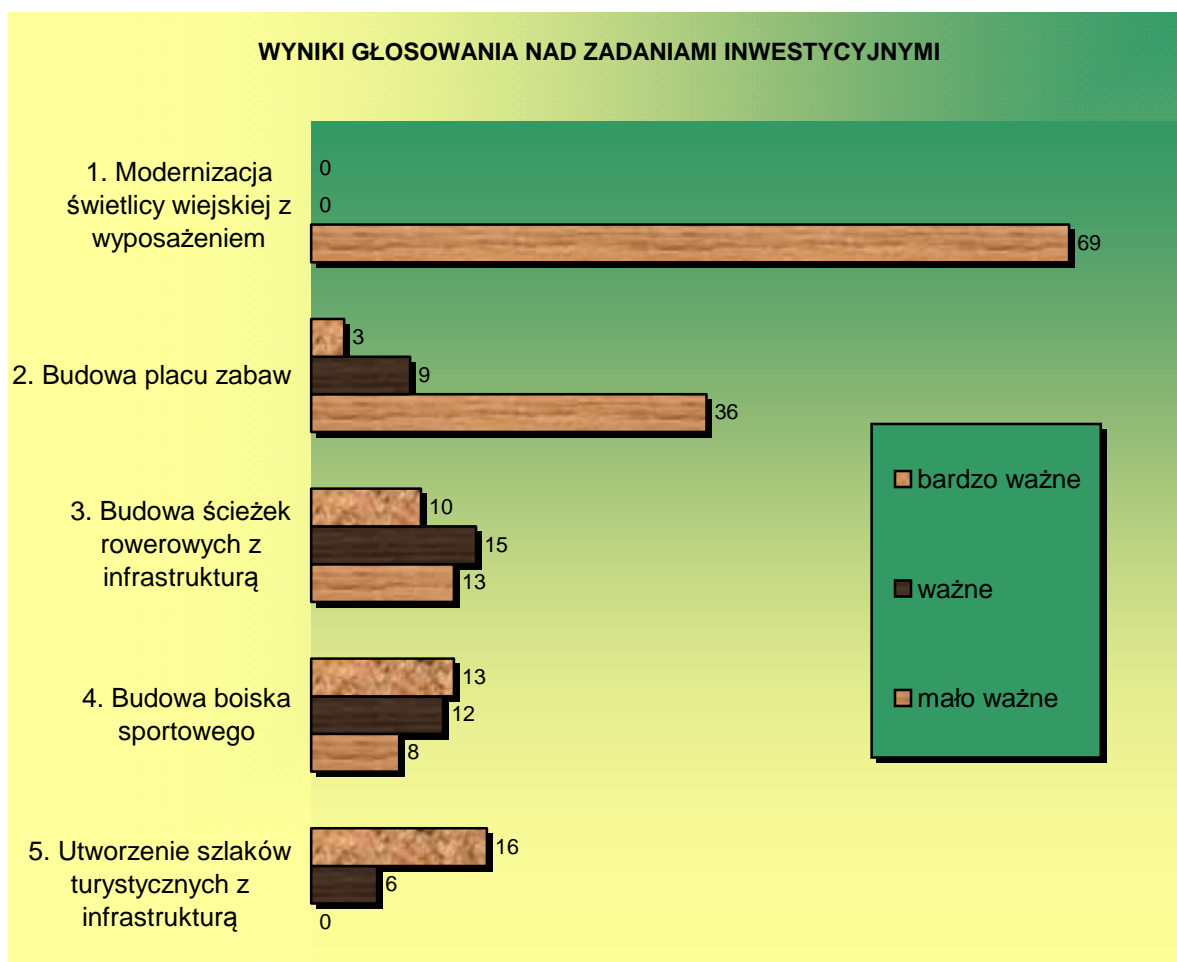 WYNIKI GŁOSOWANIA NAD ZADANIAMI INWESTYCYJNYMI
1. Modernizacja
świetlicy wiejskiej z
wyposażeniem
0
0
69
2. Budowa placu zabaw
3
9
36
3. Budowa ścieżek
rowerowych z
infrastrukturą
10
15
13
4. Budowa boiska
sportowego
13
12
8
5. Utworzenie szlaków
turystycznych z
infrastrukturą
16
6
0
bardzo ważne
ważne
mało ważne